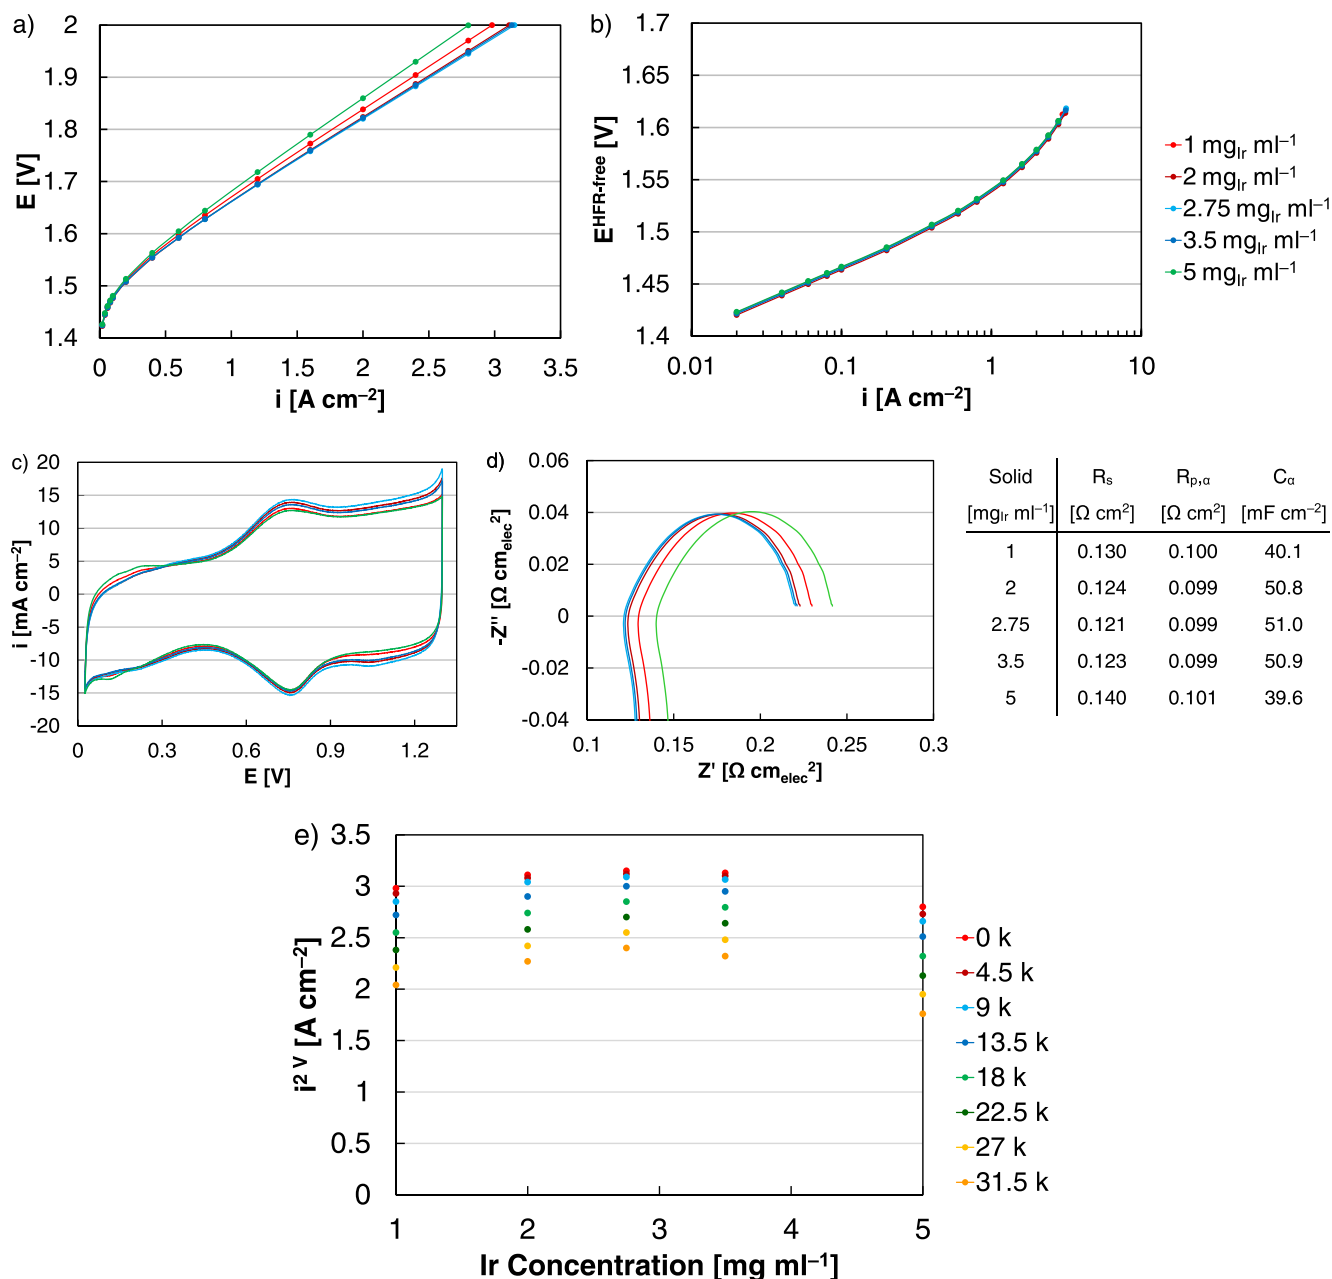 a)
2
1.9
1.8
1.7
1.6
1.5
1.4
E [V]
0 0.5 1 1.5 2 2.5 3 3.5
i [A cm⁻²]
b)
1.7
1.65
1.6
1.55
1.5
1.45
1.4
E^HFR-free [V]
0.01 0.1 1 10
i [A cm⁻²]
1 mg_Ir ml⁻¹
2 mg_Ir ml⁻¹
2.75 mg_Ir ml⁻¹
3.5 mg_Ir ml⁻¹
5 mg_Ir ml⁻¹
c)
20
15
10
5
0
-5
-10
-15
-20
i [mA cm⁻²]
0 0.3 0.6 0.9 1.2
E [V]
d)
0.06
0.04
0.02
0
-0.02
-0.04
-Z'' [Ω cm_elec²]
0.1 0.15 0.2 0.25 0.3
Z' [Ω cm_elec²]
Solid R_s R_p,α C_α
[mg_Ir ml⁻¹] [Ω cm²] [Ω cm²] [mF cm⁻²]
1 0.130 0.100 40.1
2 0.124 0.099 50.8
2.75 0.121 0.099 51.0
3.5 0.123 0.099 50.9
5 0.140 0.101 39.6
e)
3.5
3
2.5
2
1.5
1
0.5
0
i^2 V [A cm⁻²]
1 2 3 4 5
Ir Concentration [mg ml⁻¹]
0 k
4.5 k
9 k
13.5 k
18 k
22.5 k
27 k
31.5 k